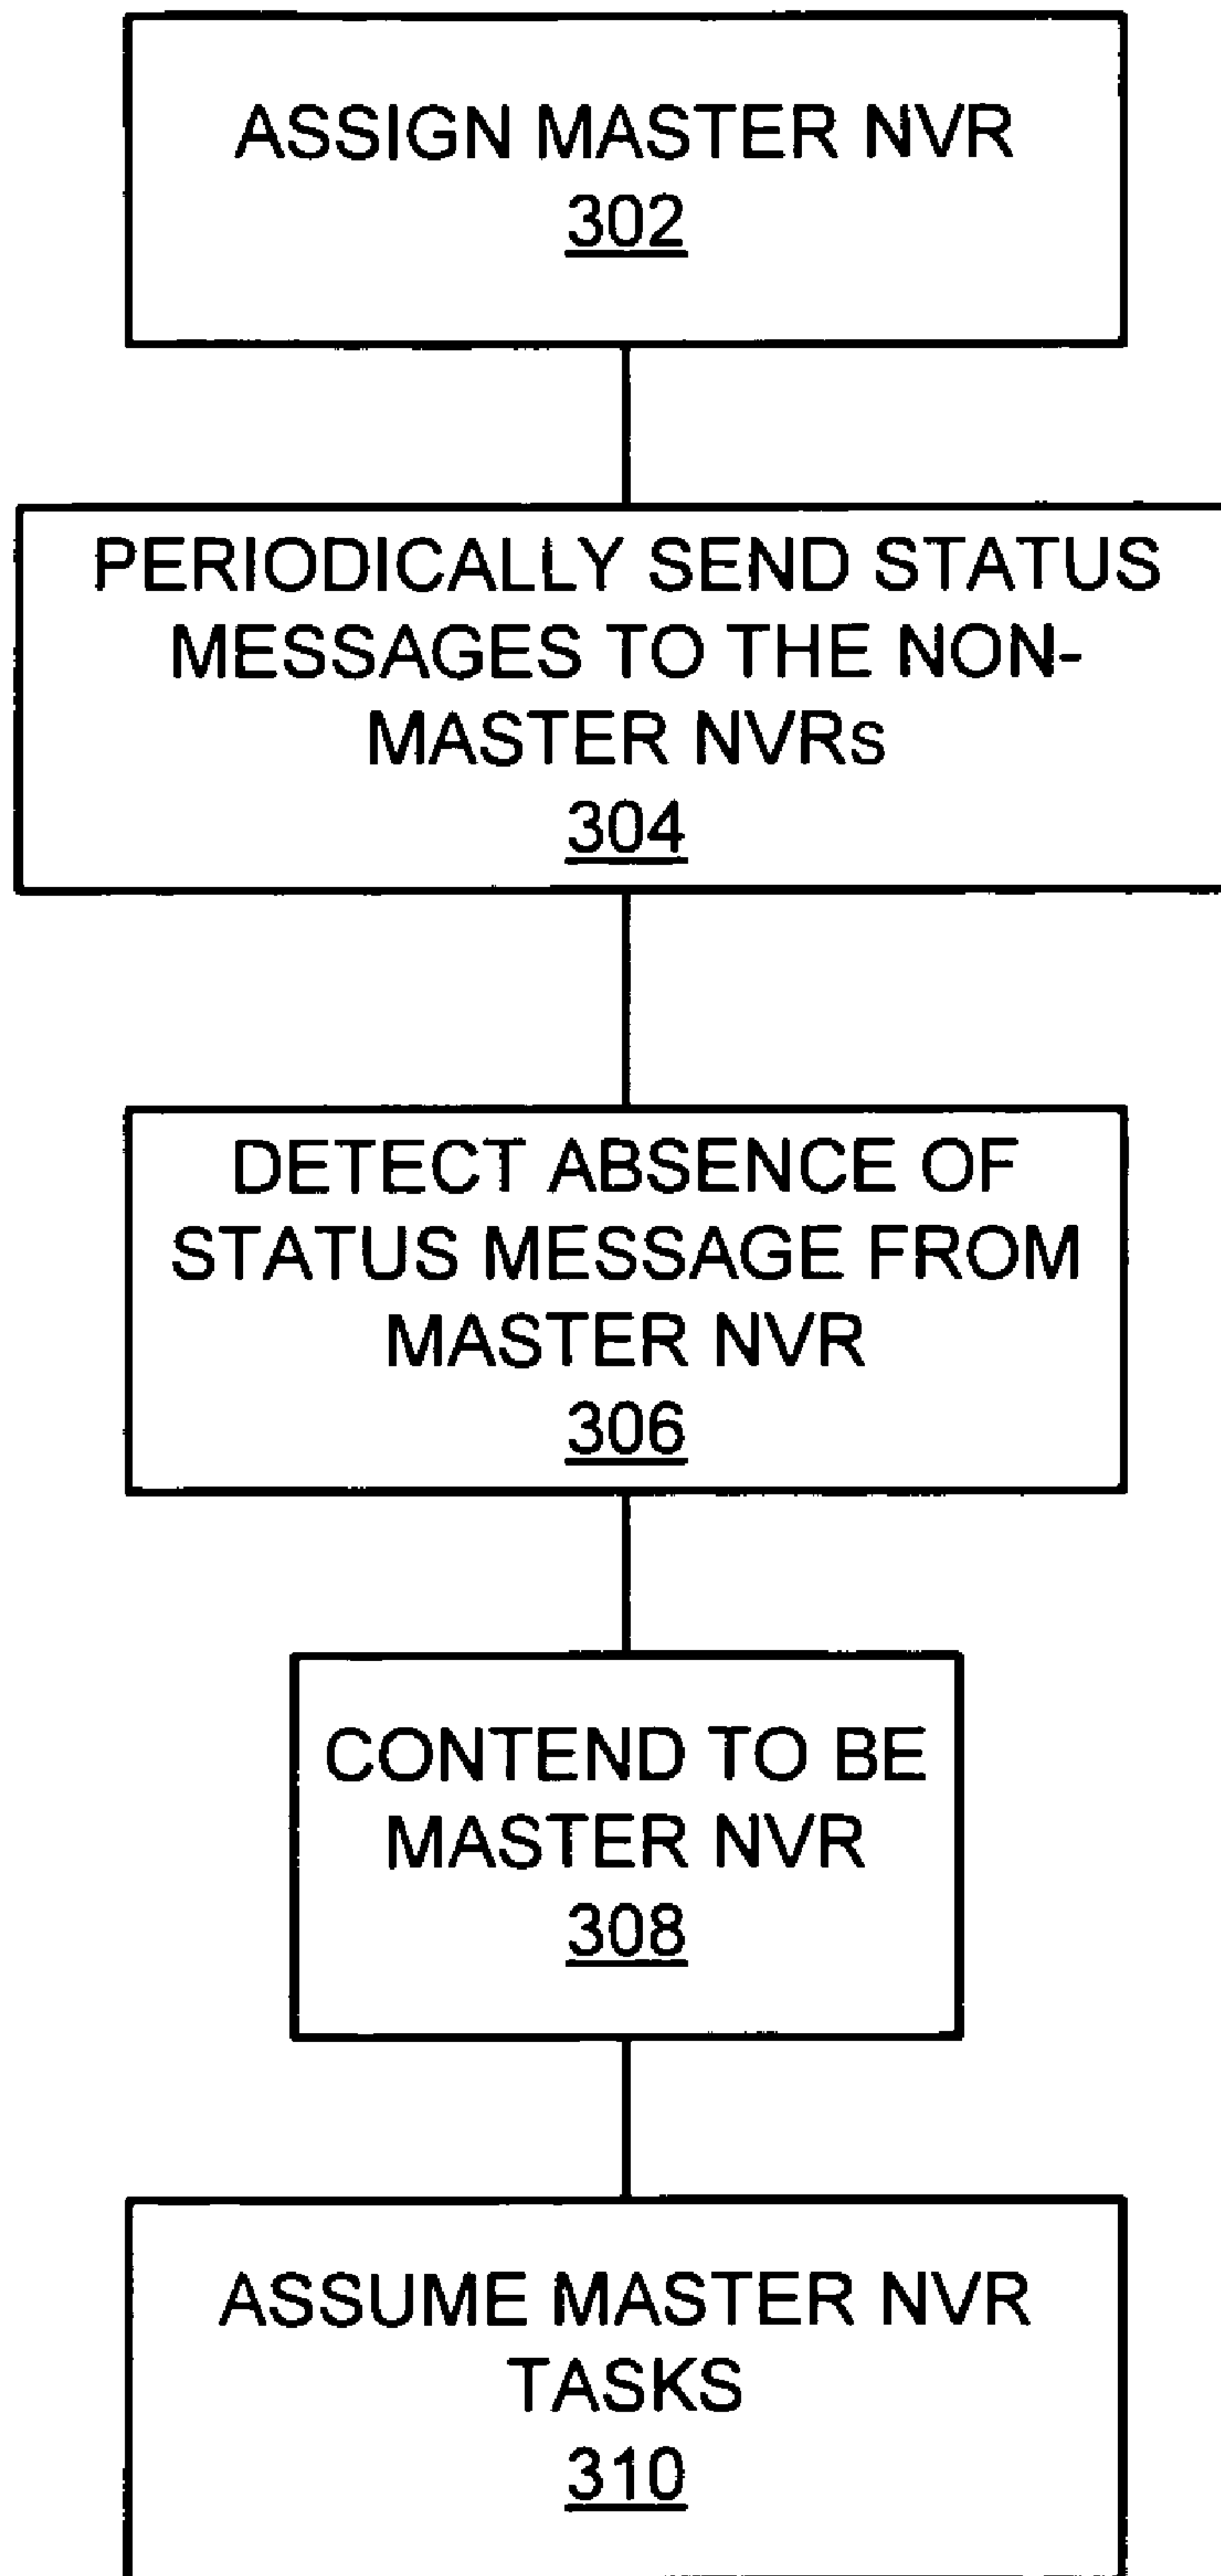 ASSIGN MASTER NVR
302
PERIODICALLY SEND STATUS
MESSAGES TO THE NON-
MASTER NVRs
304
DETECT ABSENCE OF
STATUS MESSAGE FROM
MASTER NVR
306
CONTEND TO BE
MASTER NVR
308
ASSUME MASTER NVR
TASKS
310